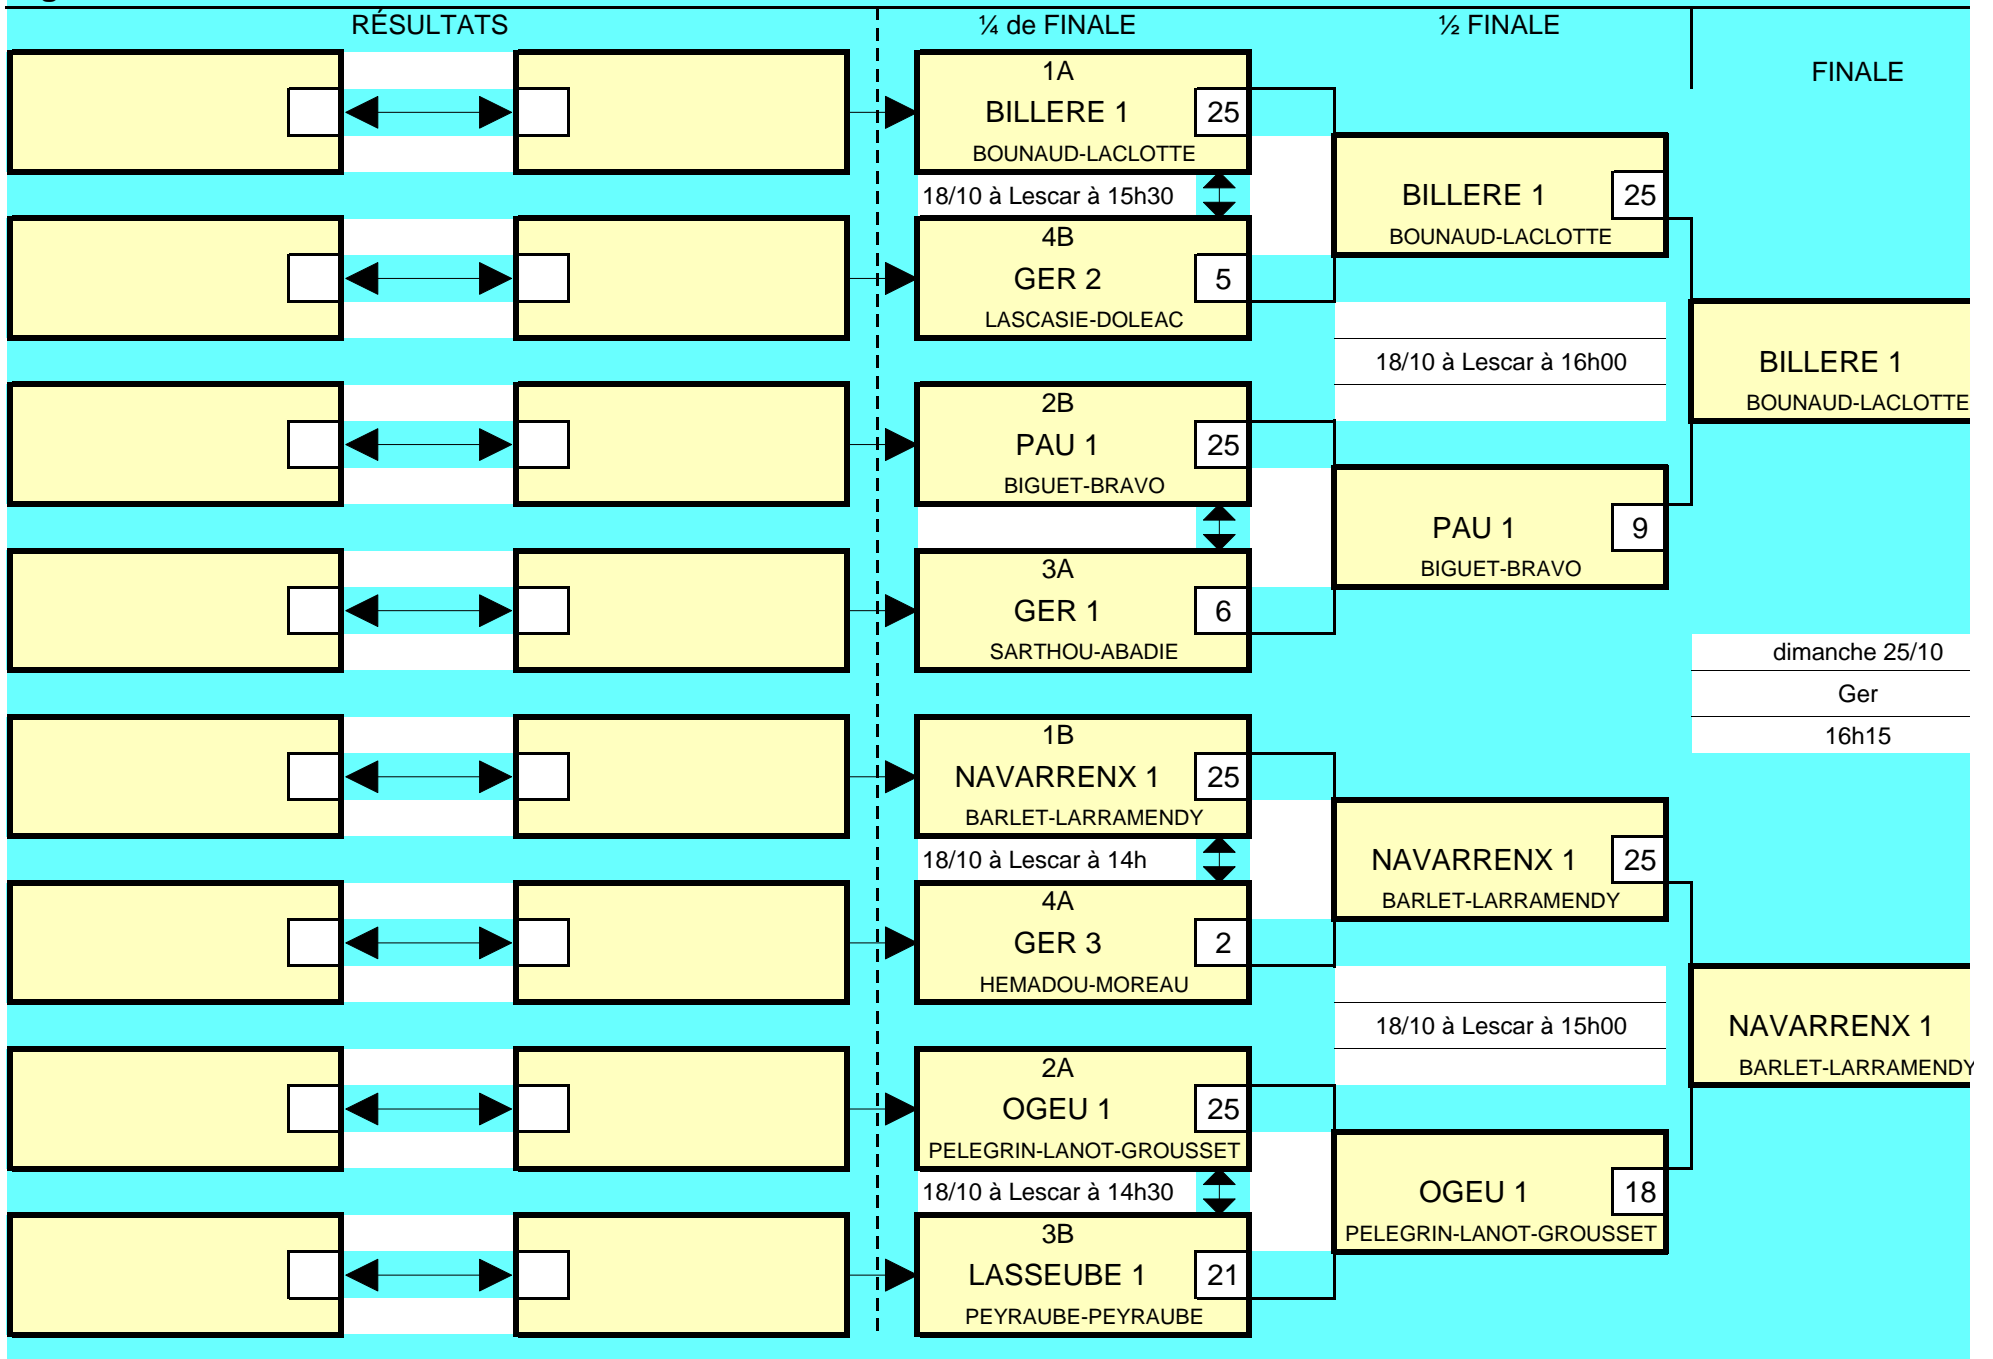 RÉSULTATS
¼ de FINALE
½ FINALE
FINALE
1A
BILLERE 1
25
BOUNAUD-LACLOTTE
18/10 à Lescar à 15h30
4B
GER 2
5
LASCASIE-DOLEAC
2B
PAU 1
25
BIGUET-BRAVO
3A
GER 1
6
SARTHOU-ABADIE
1B
NAVARRENX 1
25
BARLET-LARRAMENDY
18/10 à Lescar à 14h
4A
GER 3
2
HEMADOU-MOREAU
2A
OGEU 1
25
PELEGRIN-LANOT-GROUSSET
18/10 à Lescar à 14h30
3B
LASSEUBE 1
21
PEYRAUBE-PEYRAUBE
BILLERE 1
25
BOUNAUD-LACLOTTE
18/10 à Lescar à 16h00
PAU 1
9
BIGUET-BRAVO
NAVARRENX 1
25
BARLET-LARRAMENDY
18/10 à Lescar à 15h00
OGEU 1
18
PELEGRIN-LANOT-GROUSSET
BILLERE 1
BOUNAUD-LACLOTTE
dimanche 25/10
Ger
16h15
NAVARRENX 1
BARLET-LARRAMENDY